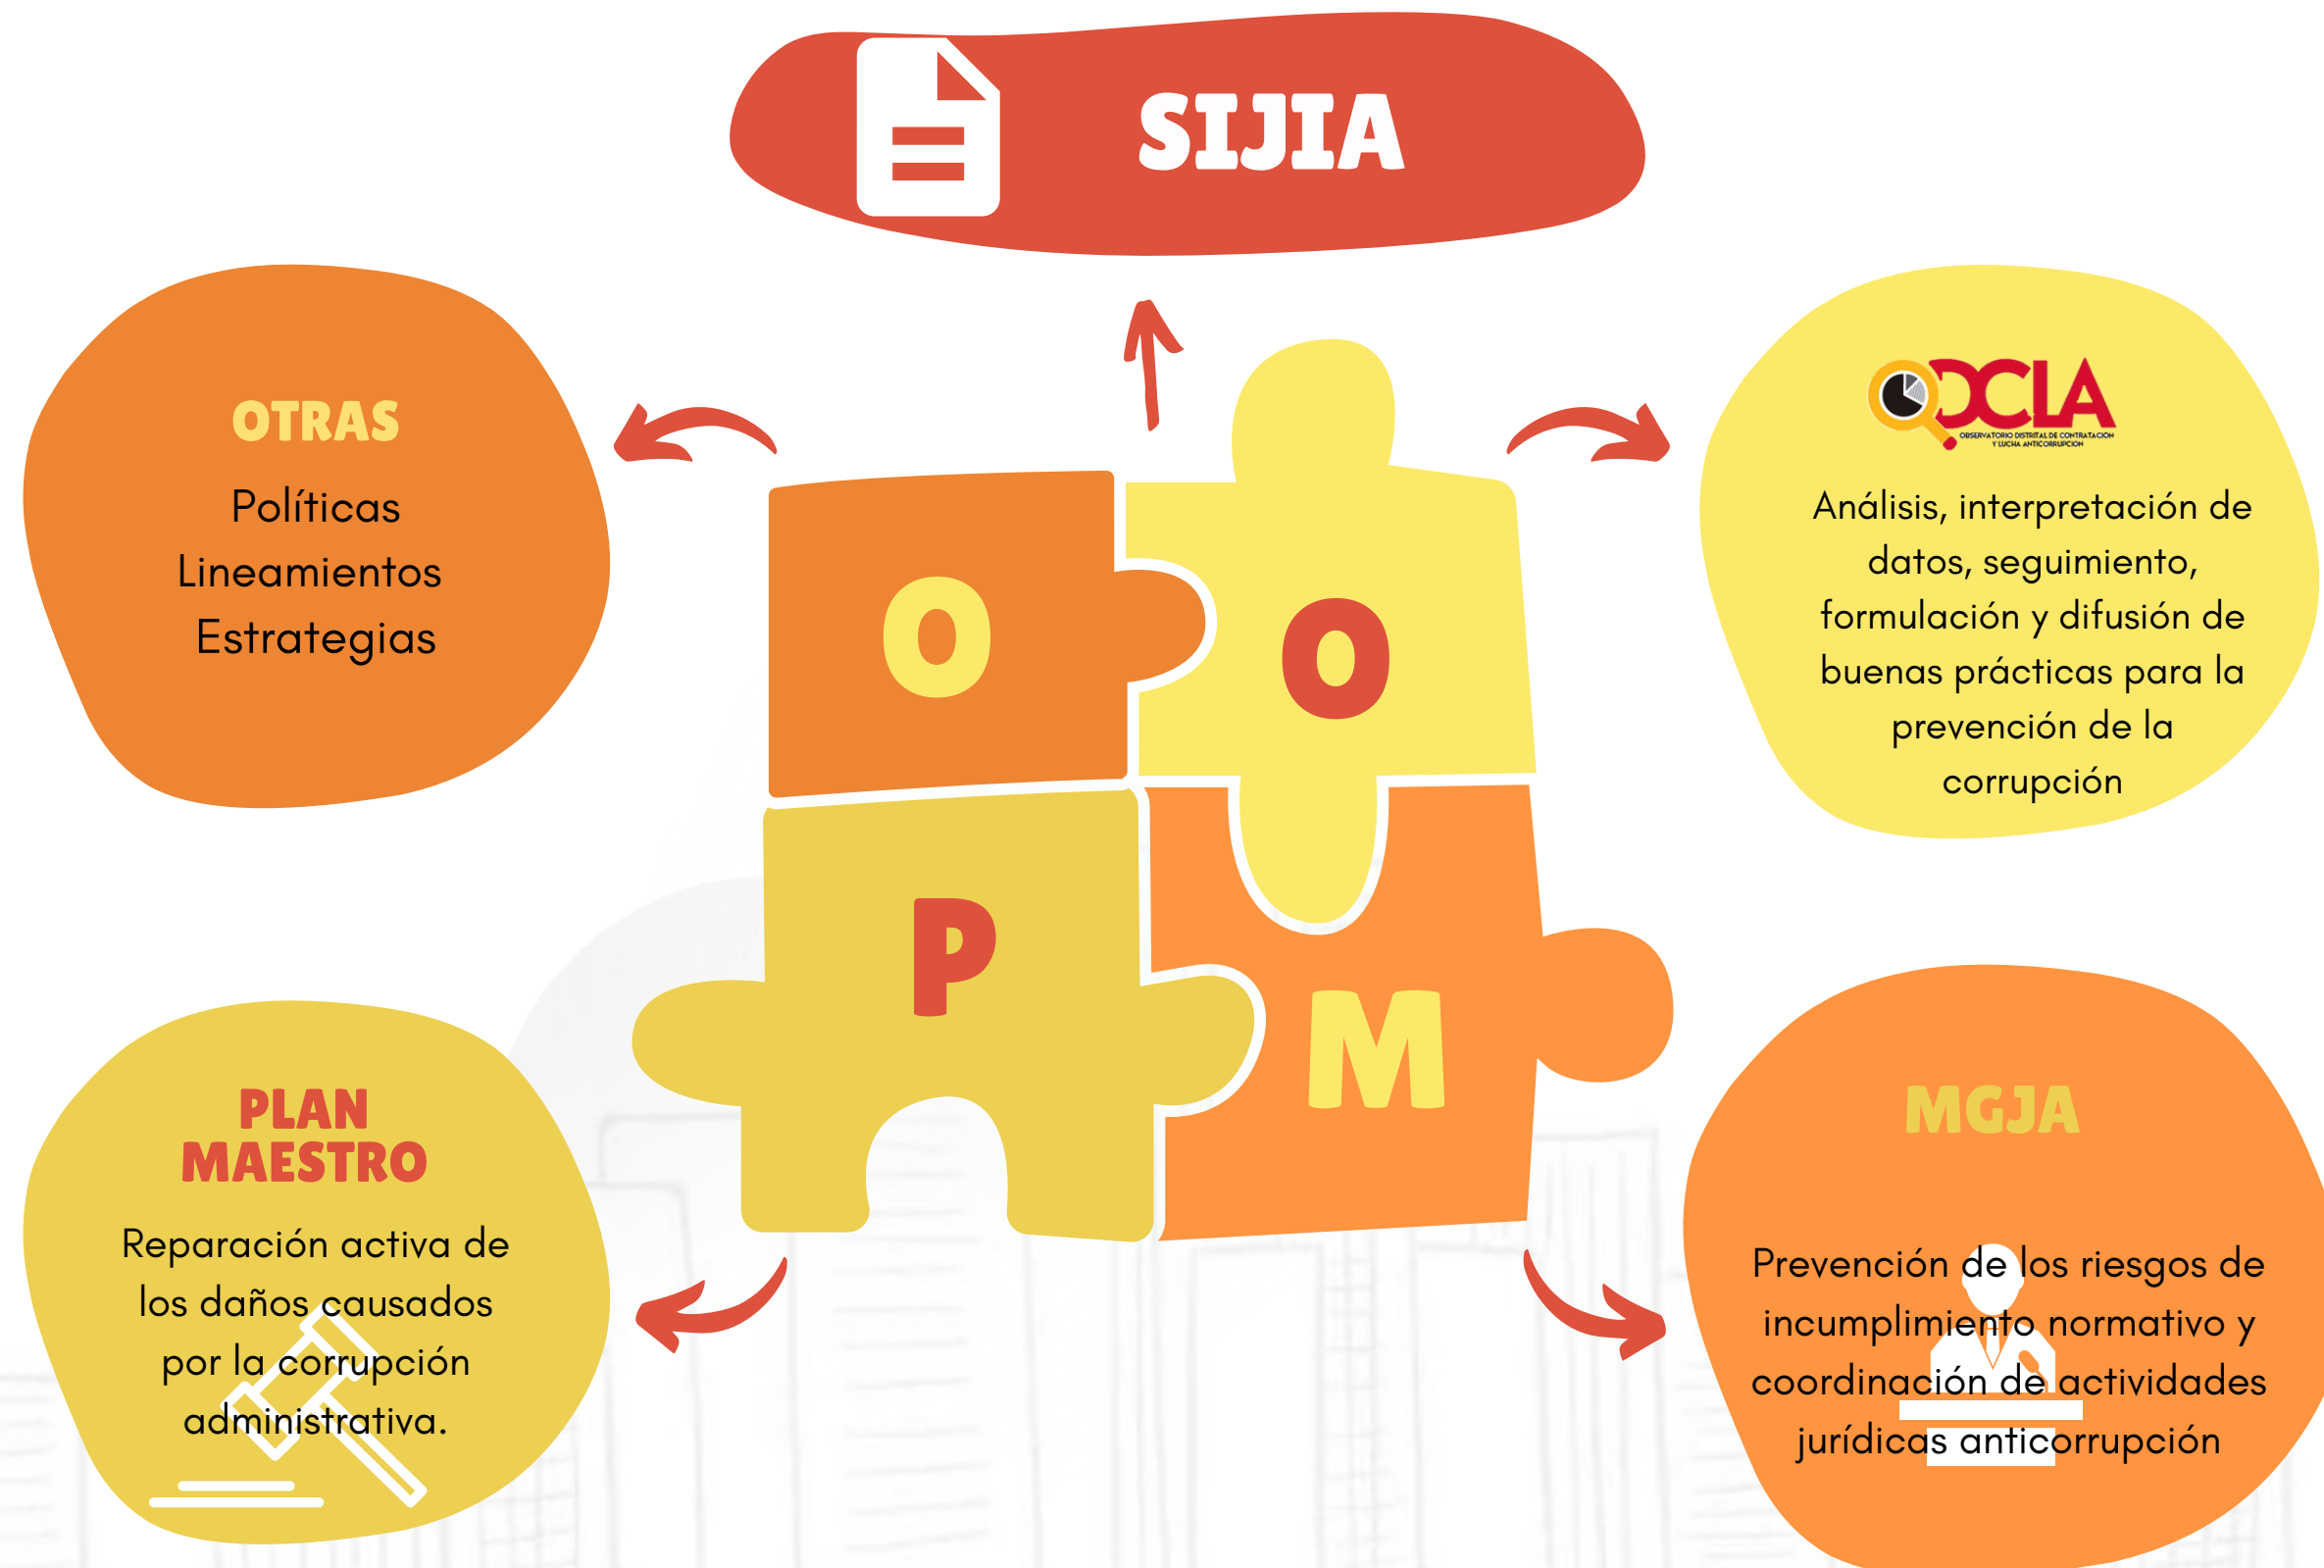 SIJIA
OTRAS
Políticas
Lineamientos
Estrategias
ODCLA
OBSERVATORIO DISTRITAL DE CONTRATACION
Y LUCHA ANTICORRUPCION
Análisis, interpretación de
datos, seguimiento,
formulación y difusión de
buenas prácticas para la
prevención de la
corrupción
O
O
P
M
PLAN
MAESTRO
Reparación activa de
los daños causados
por la corrupción
administrativa.
MGJA
Prevención de los riesgos de
incumplimiento normativo y
coordinación de actividades
jurídicas anticorrupción